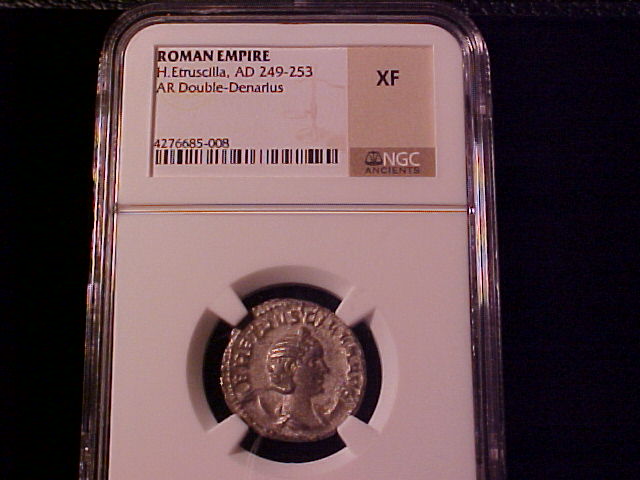 ROMAN EMPIRE
H.Etruscilla, AD 249-253
AR Double-Denarius
XF
4276685-008
NGC
ANCIENTS